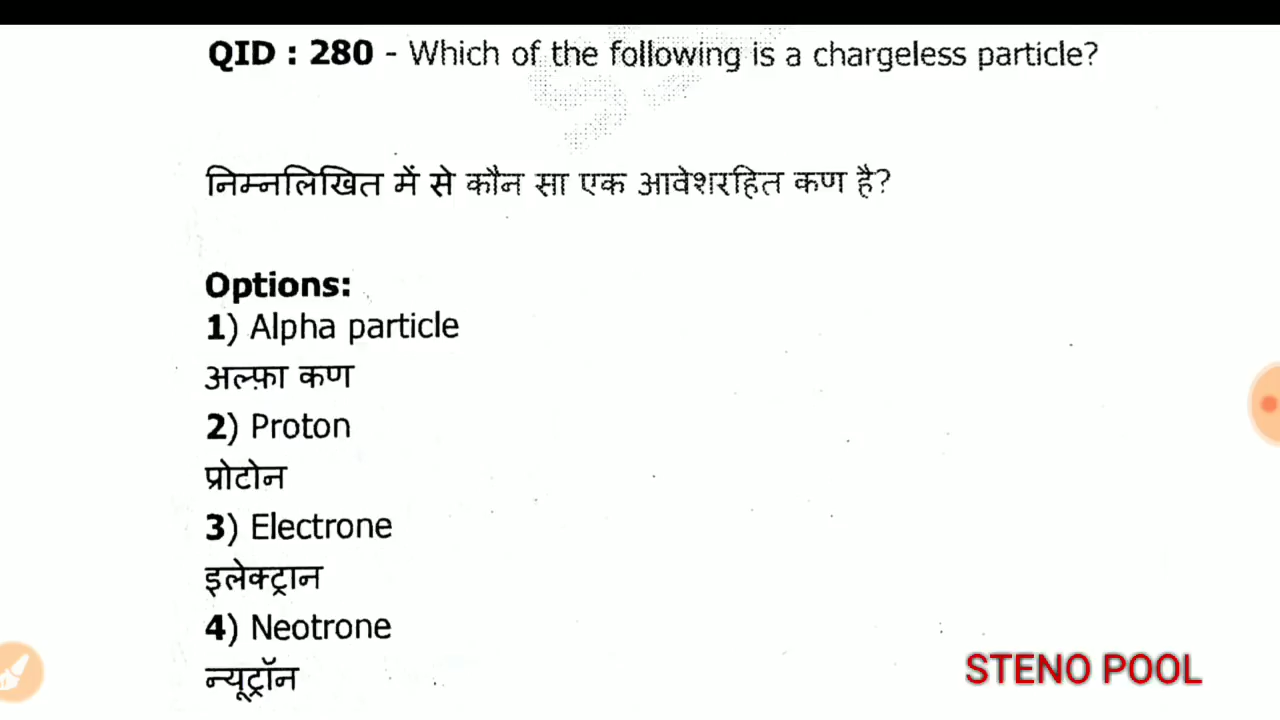 QID : 280 - Which of the following is a chargeless particle?
निम्नलिखित में से कौन सा एक आवेशरहित कण है?
Options:
1) Alpha particle
अल्फ़ा कण
2) Proton
प्रोटोन
3) Electrone
इलेक्ट्रान
4) Neotrone
न्यूट्रॉन
STENO POOL